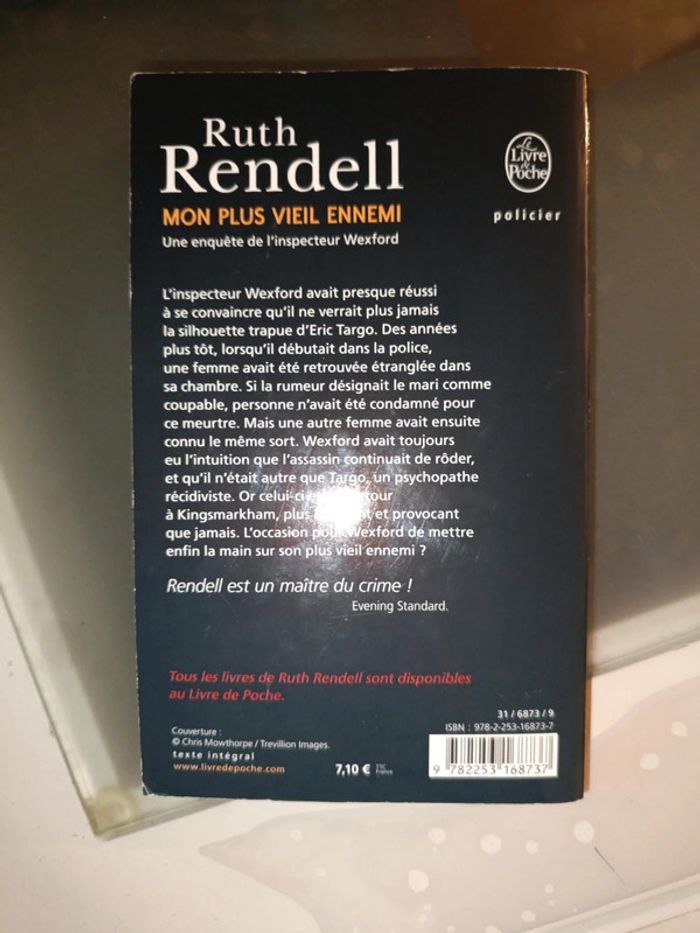 Ruth
Rendell
MON PLUS VIEIL ENNEMI
Une enquête de l'inspecteur Wexford
Le
Livre
de
Poche
policier
L'inspecteur Wexford avait presque réussi
à se convaincre qu'il ne verrait plus jamais
la silhouette trapue d'Eric Targo. Des années
plus tôt, lorsqu'il débutait dans la police,
une femme avait été retrouvée étranglée dans
sa chambre. Si la rumeur désignait le mari comme
coupable, personne n'avait été condamné pour
ce meurtre. Mais une autre femme avait ensuite
connu le même sort. Wexford avait toujours
eu l'intuition que l'assassin continuait de rôder,
et qu'il n'était autre que Targo, un psychopathe
récidiviste. Or celui-ci
à Kingsmarkham, plus et provocant
que jamais. L'occasion pour Wexford de mettre
enfin la main sur son plus vieil ennemi ?
Rendell est un maître du crime !
Evening Standard.
Tous les livres de Ruth Rendell sont disponibles
au Livre de Poche.
Couverture :
© Chris Mowthorpe / Trevillion Images.
texte intégral
www.livredepoche.com
7,10 € TTC
France
31 / 6873 / 9
ISBN : 978-2-253-16873-7
9 782253 168737